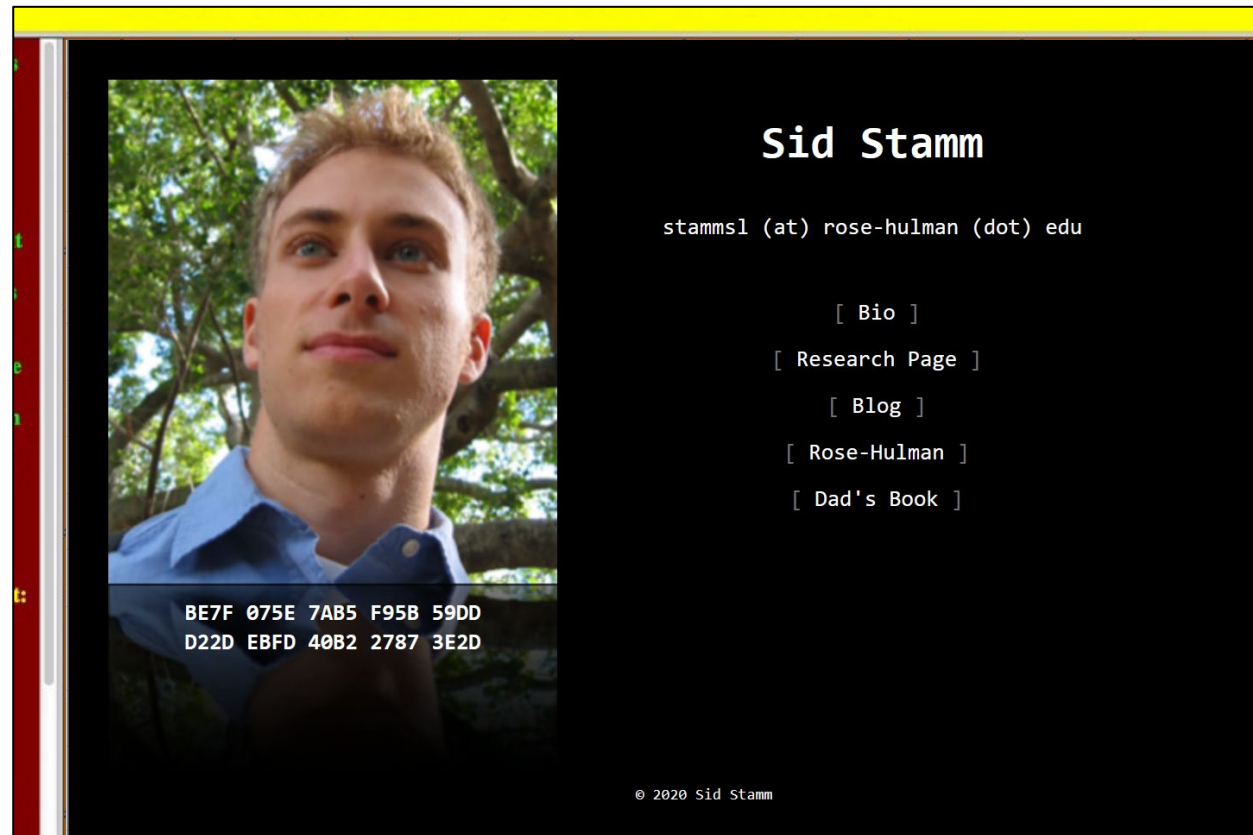 s
t
s
e
n
t:
Sid Stamm
stammsl (at) rose-hulman (dot) edu
[ Bio ]
[ Research Page ]
[ Blog ]
[ Rose-Hulman ]
[ Dad's Book ]
BE7F 075E 7AB5 F95B 59DD
D22D EBFD 40B2 2787 3E2D
© 2020 Sid Stamm